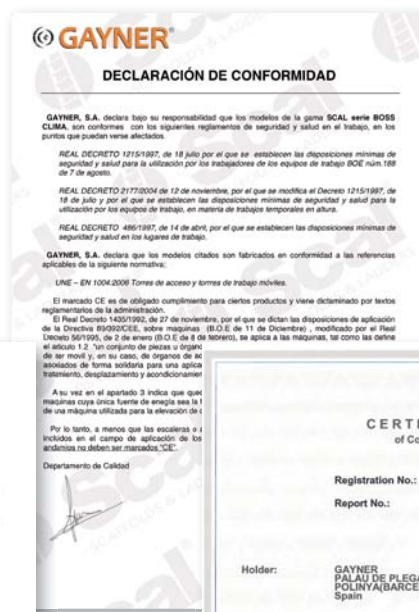 GAYNER®
DECLARACIÓN DE CONFORMIDAD
GAYNER, S.A. declara bajo su responsabilidad que los modelos de la gama SCAL serie BOSS
CLIMA, son conformes con los siguientes reglamentos de seguridad y salud en el trabajo, en los
puntos que puedan verse afectados.
REAL DECRETO 1215/1997, de 18 julio por el que se establecen las disposiciones mínimas de
seguridad y salud para la utilización por los trabajadores de los equipos de trabajo BOE núm.188
de 7 de agosto.
REAL DECRETO 2177/2004 de 12 de noviembre, por el que se modifica el Decreto 1215/1997, de
18 de julio y por el que se establecen las disposiciones mínimas de seguridad y salud para la
utilización por los equipos de trabajo, en materia de trabajos temporales en altura.
REAL DECRETO 486/1997, de 14 de abril, por el que se establecen las disposiciones mínimas de
seguridad y salud en los lugares de trabajo.
GAYNER, S.A. declara que los modelos citados son fabricados en conformidad a las referencias
aplicables de la siguiente normativa:
UNE – EN 1004:2006 Torres de acceso y torres de trabajo móviles.
El marcado CE es de obligado cumplimiento para ciertos productos y viene dictaminado por textos
reglamentarios de la administración.
El Real Decreto 1435/1992, de 27 de noviembre, por el que se dictan las disposiciones de aplicación
de la Directiva 89/392/CEE, sobre maquinas (B.O.E de 11 de Diciembre) , modificado por el Real
Decreto 56/1995, de 2 de enero (B.O.E de 8 de febrero), se aplica a las máquinas, tal como las define
el articulo 1.2 "un conjunto de piezas u órganos
de ser movil y, en su caso, de órganos de ac
asociados de forma solidaria para una aplica
tratamiento, desplazamiento y acondicionamien
A su vez en el apartado 3 indica que qued
maquinas cuya única fuente de enegla sea la f
de una máquina utilizada para la elevación de c
Por lo tanto, a menos que las escaleras o a
incluidos en el campo de aplicación de los
andamios no deben ser marcados "CE".
Departamento de Calidad
CERTI
of Co
Registration No.:
Report No.:
Holder:
GAYNER
PALAU DE PLEGA
POLINYA(BARCE
Spain
Scal
SCAFFOLDS & LADDERS